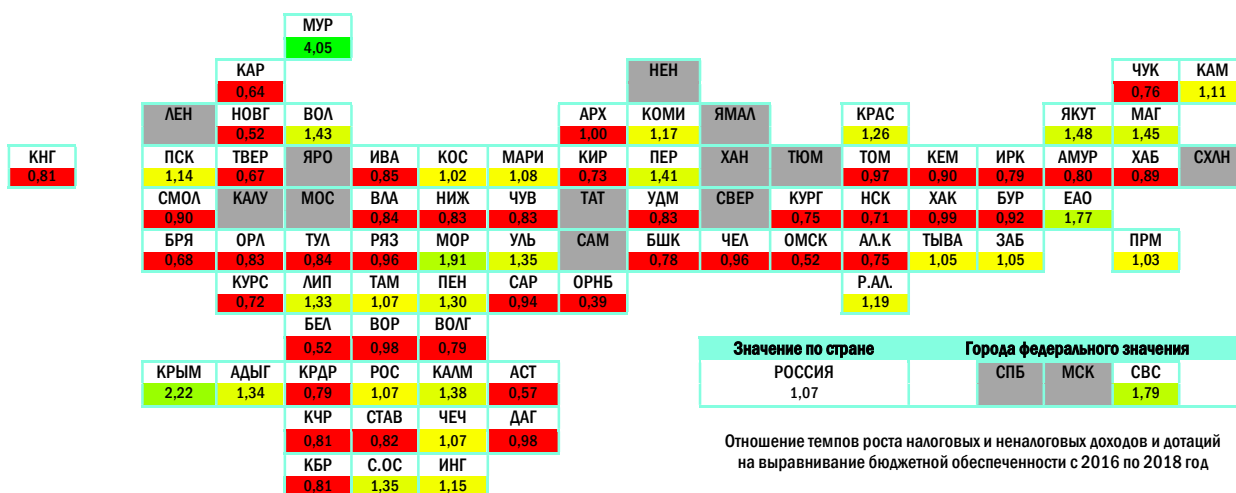 МУР
4,05
КАР НЕН ЧУК КАМ
0,64 0,76 1,11
ЛЕН НОВГ ВОЛ АРХ КОМИ ЯМАЛ КРАС ЯКУТ МАГ
0,52 1,43 1,00 1,17 1,26 1,48 1,45
КНГ ПСК ТВЕР ЯРО ИВА КОС МАРИ КИР ПЕР ХАН ТЮМ ТОМ КЕМ ИРК АМУР ХАБ СХЛН
0,81 1,14 0,67 0,85 1,02 1,08 0,73 1,41 0,97 0,90 0,79 0,80 0,89
СМОЛ КАЛУ МОС ВЛА НИЖ ЧУВ ТАТ УДМ СВЕР КУРГ НСК ХАК БУР ЕАО
0,90 0,84 0,83 0,83 0,83 0,75 0,71 0,99 0,92 1,77
БРЯ ОРЛ ТУЛ РЯЗ МОР УЛЬ САМ БШК ЧЕЛ ОМСК АЛ.К ТЫВА ЗАБ ПРМ
0,68 0,83 0,84 0,96 1,91 1,35 0,78 0,96 0,52 0,75 1,05 1,05 1,03
КУРС ЛИП ТАМ ПЕН САР ОРНБ Р.АЛ.
0,72 1,33 1,07 1,30 0,94 0,39 1,19
БЕЛ ВОР ВОЛГ
0,52 0,98 0,79
Значение по стране Города федерального значения
КРЫМ АДЫГ КРДР РОС КАЛМ АСТ РОССИЯ СПБ МСК СВС
2,22 1,34 0,79 1,07 1,38 0,57 1,07 1,79
КЧР СТАВ ЧЕЧ ДАГ
0,81 0,82 1,07 0,98
Отношение темпов роста налоговых и неналоговых доходов и дотаций
на выравнивание бюджетной обеспеченности с 2016 по 2018 год
КБР С.ОС ИНГ
0,81 1,35 1,15